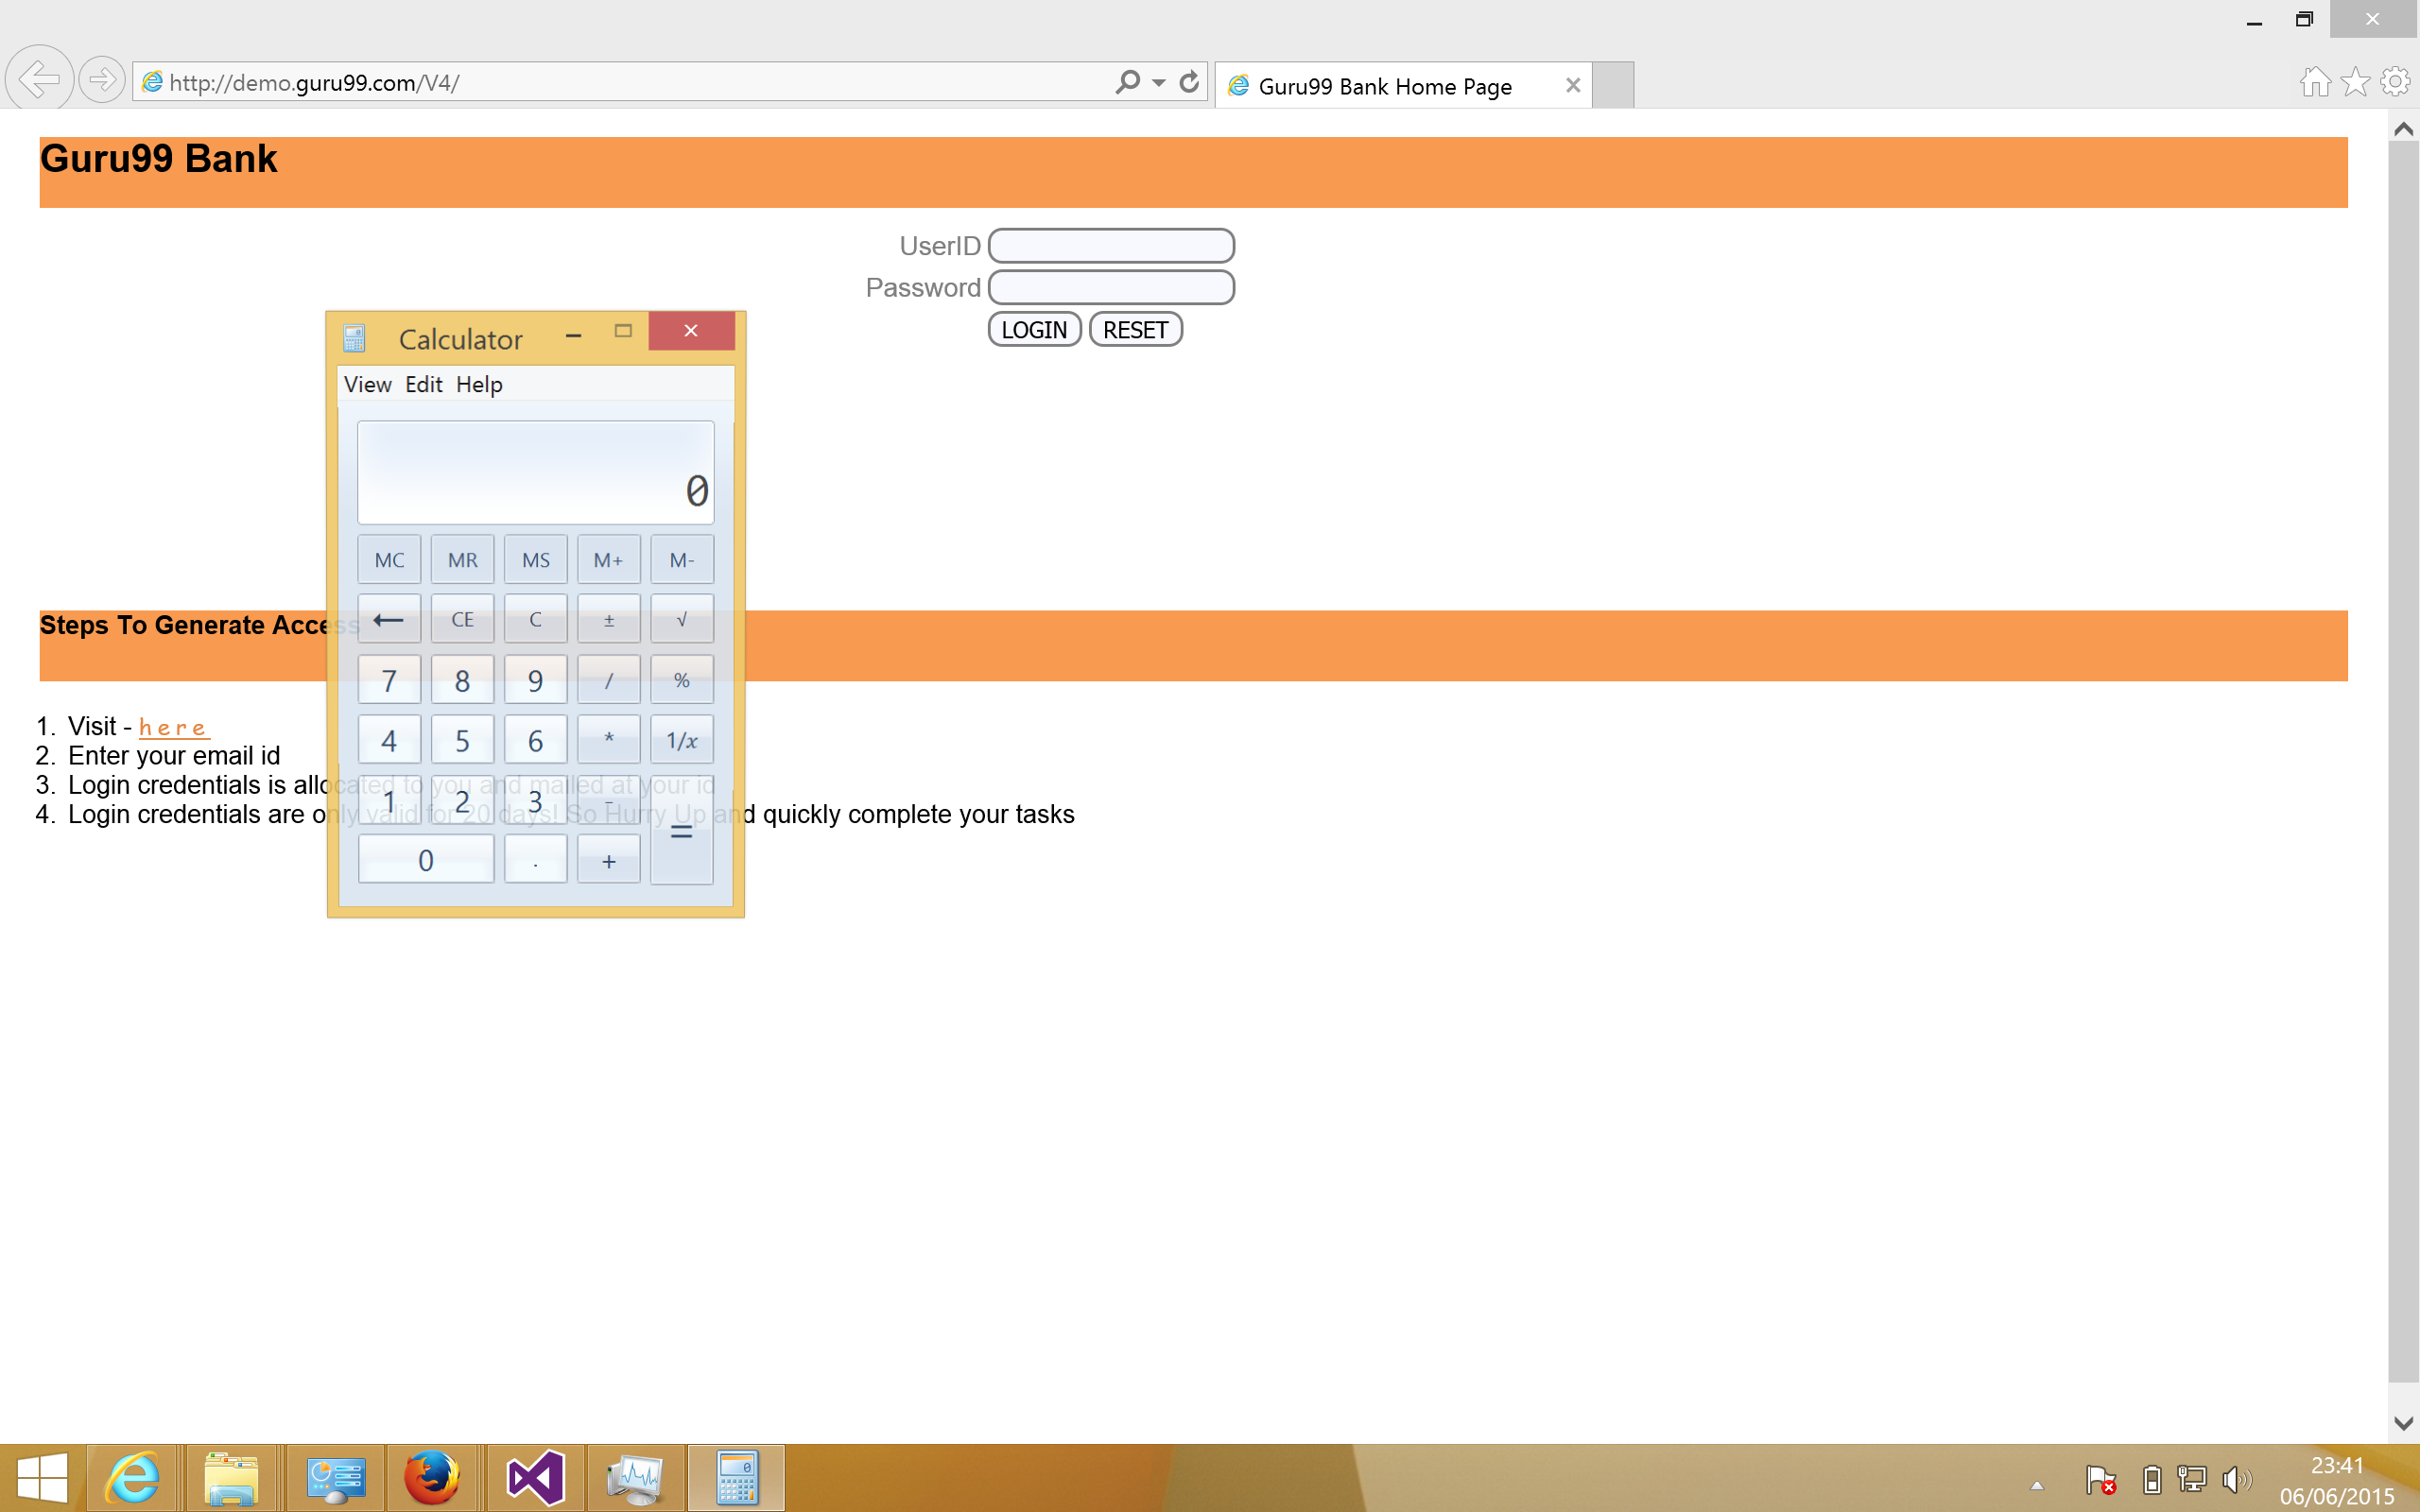 http://demo.guru99.com/V4/
Guru99 Bank Home Page
Guru99 Bank
UserID
Password
LOGIN RESET
Calculator
View Edit Help
0
MC MR MS M+ M-
← CE C ± √
7 8 9 / %
4 5 6 * 1/x
1 2 3 - =
0 . +
Steps To Generate Access
1. Visit - here
2. Enter your email id
3. Login credentials is allocated to you and mailed at your id
4. Login credentials are only valid for 20 days! So Hurry Up and quickly complete your tasks
23:41
06/06/2015